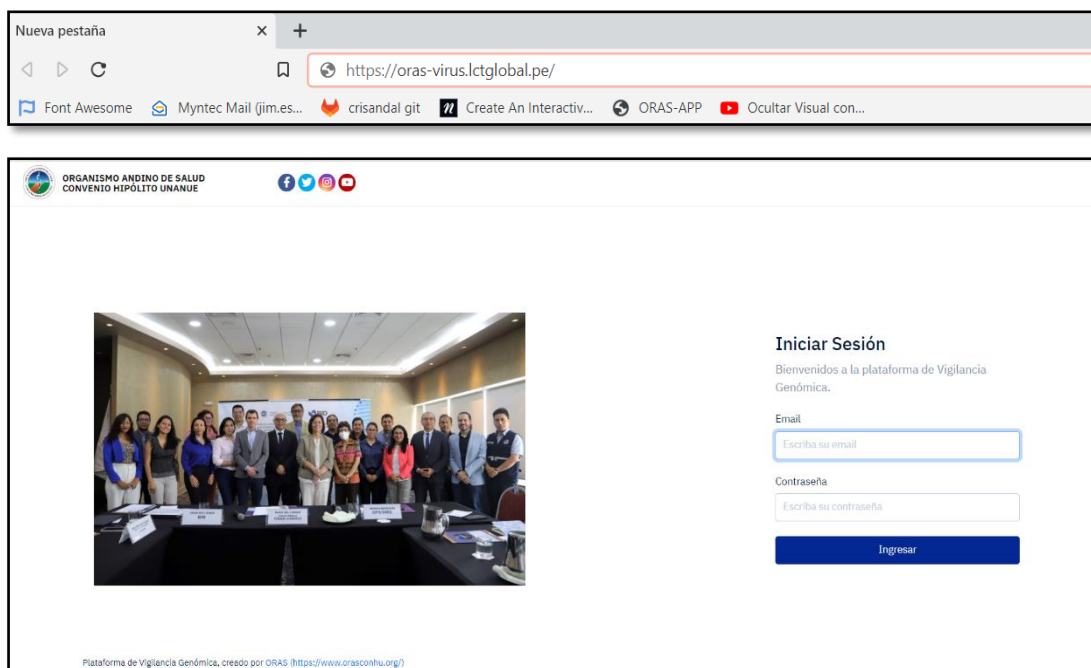 Nueva pestaña
https://oras-virus.lctglobal.pe/
Font Awesome
Myntec Mail (jim.es...
crisandal git
Create An Interactiv...
ORAS-APP
Ocultar Visual con...
ORGANISMO ANDINO DE SALUD
CONVENIO HIPÓLITO UNANUE
Iniciar Sesión
Bienvenidos a la plataforma de Vigilancia
Genómica.
Email
Escriba su email
Contraseña
Escriba su contraseña
Ingresar
Plataforma de Vigilancia Genómica, creado por ORAS (https://www.orasconhu.org/)